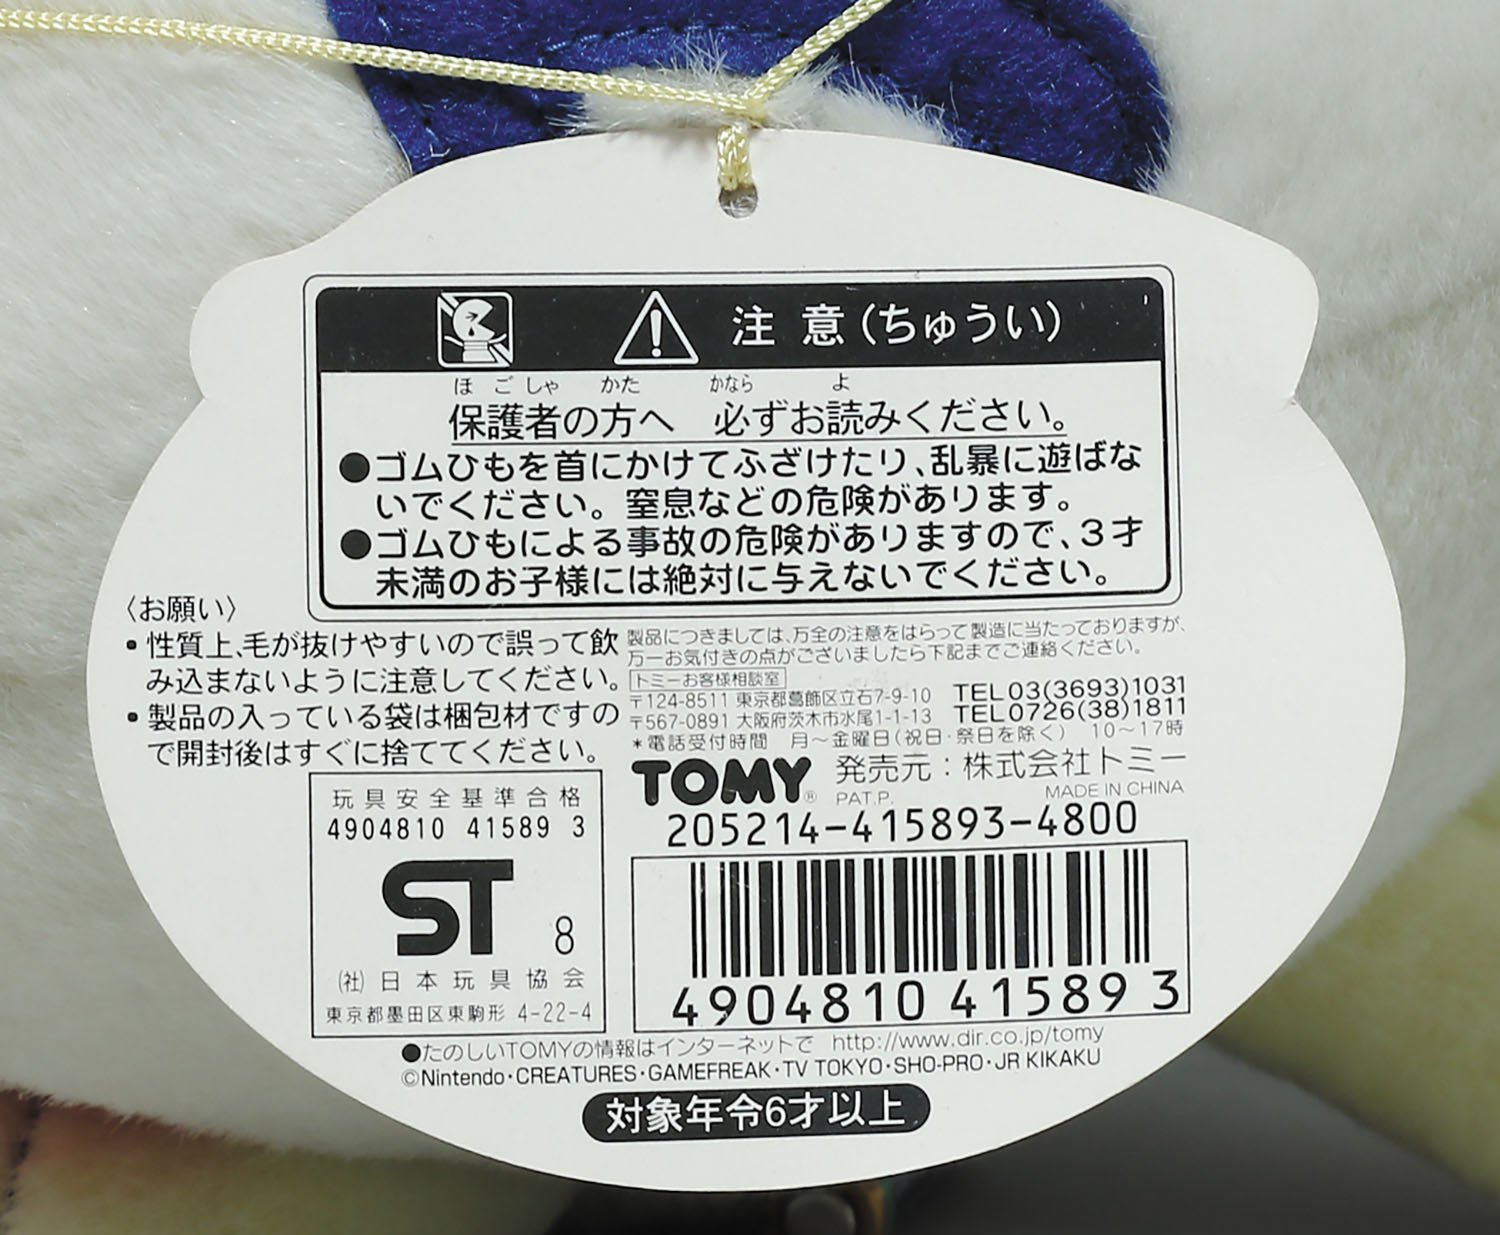 注意(ちゅうい)
ほごしゃ かた かなら よ
保護者の方へ 必ずお読みください。
●ゴムひもを首にかけてふざけたり、乱暴に遊ばな
いでください。窒息などの危険があります。
●ゴムひもによる事故の危険がありますので、3才
未満のお子様には絶対に与えないでください。
〈お願い〉
・性質上、毛が抜けやすいので誤って飲
み込まないように注意してください。
・製品の入っている袋は梱包材ですの
で開封後はすぐに捨ててください。
製品につきましては、万全の注意をはらって製造に当たっておりますが、
万一お気付きの点がございましたら下記までご連絡ください。
トミーお客様相談室
〒124-8511 東京都葛飾区立石7-9-10 TEL03(3693)1031
〒567-0891 大阪府茨木市水尾1-1-13 TEL0726(38)1811
*電話受付時間 月~金曜日(祝日・祭日を除く) 10~17時
TOMY® 発売元:株式会社トミー
PAT.P. MADE IN CHINA
205214-415893-4800
玩具安全基準合格
4904810 41589 3
ST 8
(社)日本玩具協会
東京都墨田区東駒形 4-22-4
4904810 41589 3
●たのしいTOMYの情報はインターネットで http://www.dir.co.jp/tomy
©Nintendo・CREATURES・GAMEFREAK・TV TOKYO・SHO-PRO・JR KIKAKU
対象年令6才以上